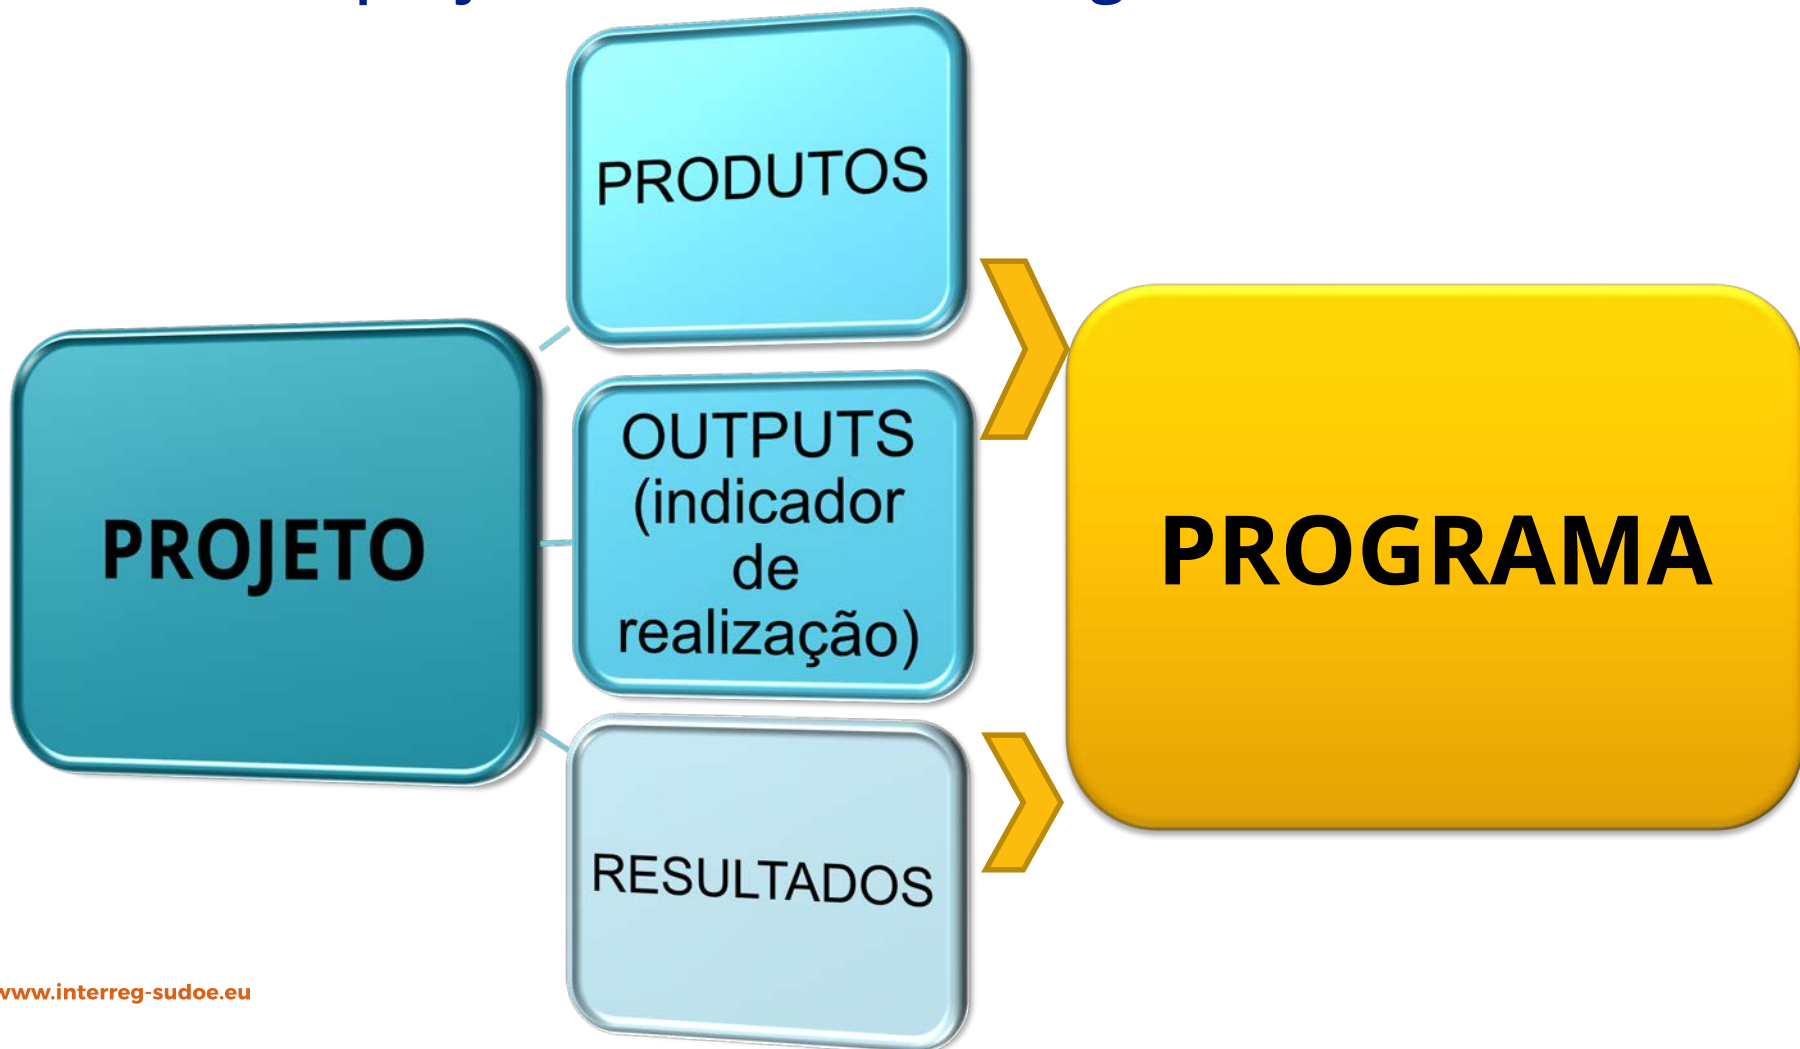 PRODUTOS
PROJETO
OUTPUTS
(indicador
de
realização)
RESULTADOS
PROGRAMA
www.interreg-sudoe.eu